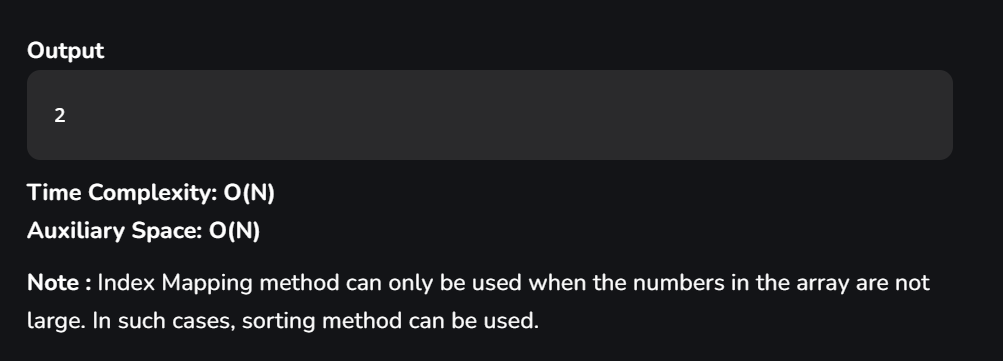 Output
2
Time Complexity: O(N)
Auxiliary Space: O(N)
Note : Index Mapping method can only be used when the numbers in the array are not
large. In such cases, sorting method can be used.